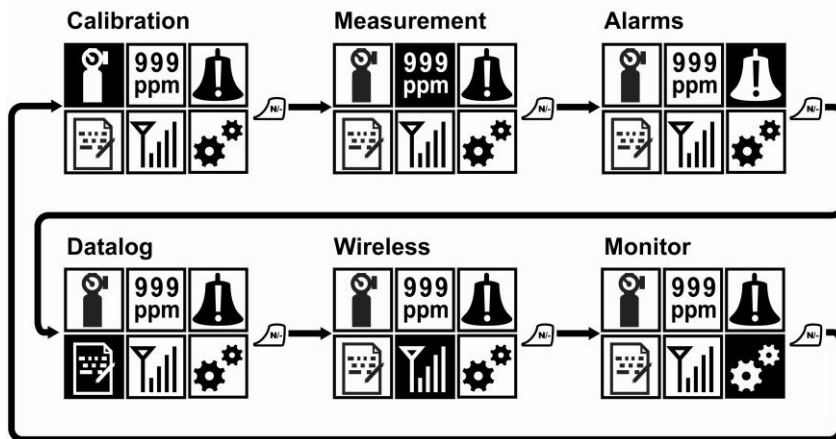 Calibration
999
ppm
N/-
Measurement
999
ppm
N/-
Alarms
999
ppm
N/-
Datalog
999
ppm
N/-
Wireless
999
ppm
N/-
Monitor
999
ppm
N/-